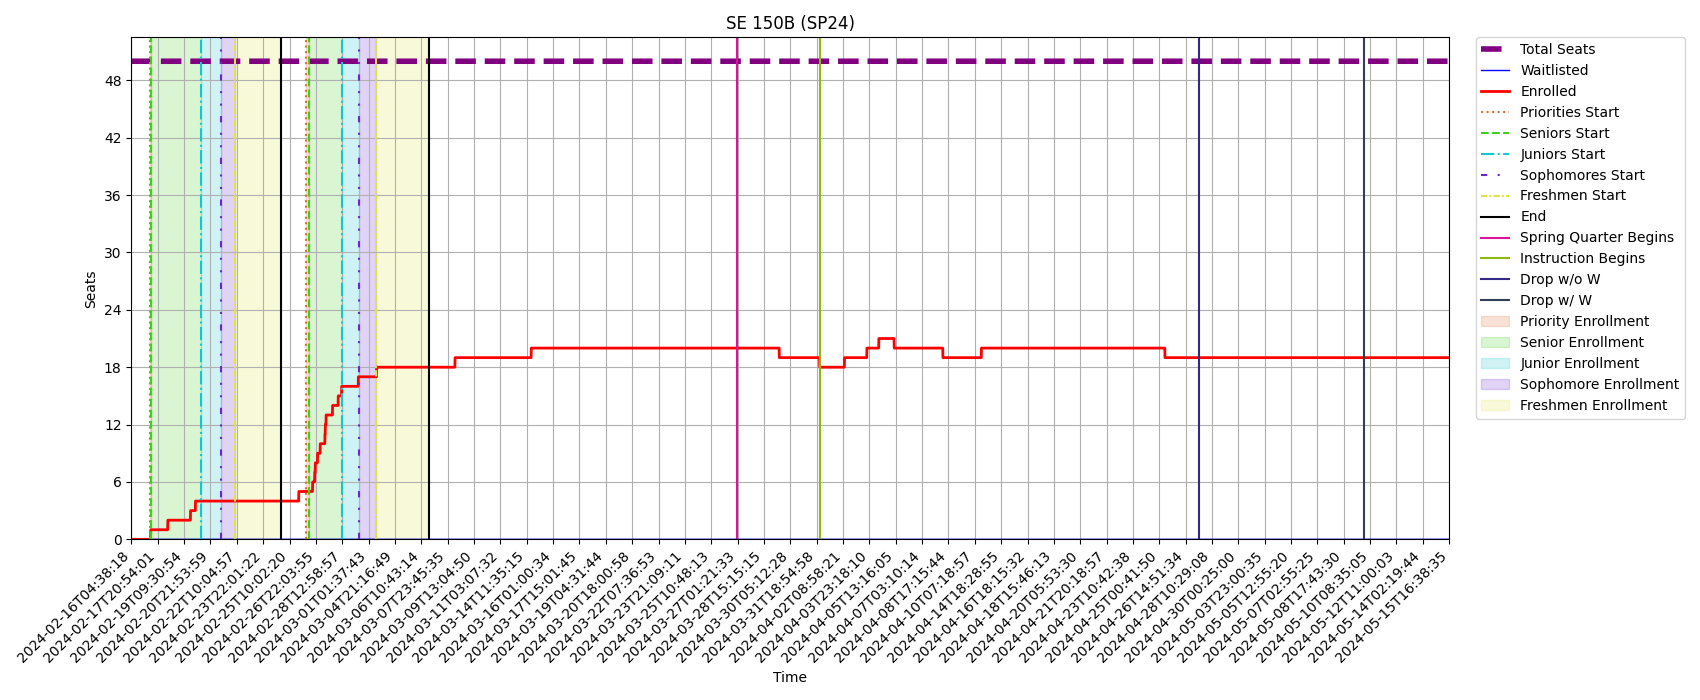 SE 150B (SP24)
Seats
48
42
36
30
24
18
12
6
0
2024-02-16T04:38:18
2024-02-17T20:54:01
2024-02-19T09:30:54
2024-02-20T21:53:59
2024-02-22T10:04:57
2024-02-23T22:01:22
2024-02-25T10:02:20
2024-02-26T22:03:55
2024-02-28T12:58:57
2024-03-01T01:37:43
2024-03-04T21:16:49
2024-03-06T10:43:14
2024-03-07T23:45:35
2024-03-09T13:04:50
2024-03-11T03:07:32
2024-03-14T11:35:15
2024-03-16T01:00:34
2024-03-17T15:01:45
2024-03-19T04:31:44
2024-03-20T18:00:58
2024-03-22T07:36:53
2024-03-23T21:09:11
2024-03-25T10:48:13
2024-03-27T01:21:33
2024-03-28T15:15:15
2024-03-30T05:12:28
2024-03-31T18:54:58
2024-04-02T08:58:21
2024-04-03T23:18:10
2024-04-05T13:16:05
2024-04-07T03:10:14
2024-04-08T17:15:44
2024-04-10T07:18:57
2024-04-14T18:28:55
2024-04-16T18:15:32
2024-04-18T15:46:13
2024-04-20T05:53:30
2024-04-21T20:18:57
2024-04-23T10:42:38
2024-04-25T00:41:50
2024-04-26T14:51:34
2024-04-28T10:29:08
2024-04-30T00:25:00
2024-05-03T23:00:35
2024-05-05T12:55:20
2024-05-07T02:55:25
2024-05-08T17:43:30
2024-05-10T08:35:05
2024-05-12T11:00:03
2024-05-14T02:19:44
2024-05-15T16:38:35
Time
Total Seats
Waitlisted
Enrolled
Priorities Start
Seniors Start
Juniors Start
Sophomores Start
Freshmen Start
End
Spring Quarter Begins
Instruction Begins
Drop w/o W
Drop w/ W
Priority Enrollment
Senior Enrollment
Junior Enrollment
Sophomore Enrollment
Freshmen Enrollment